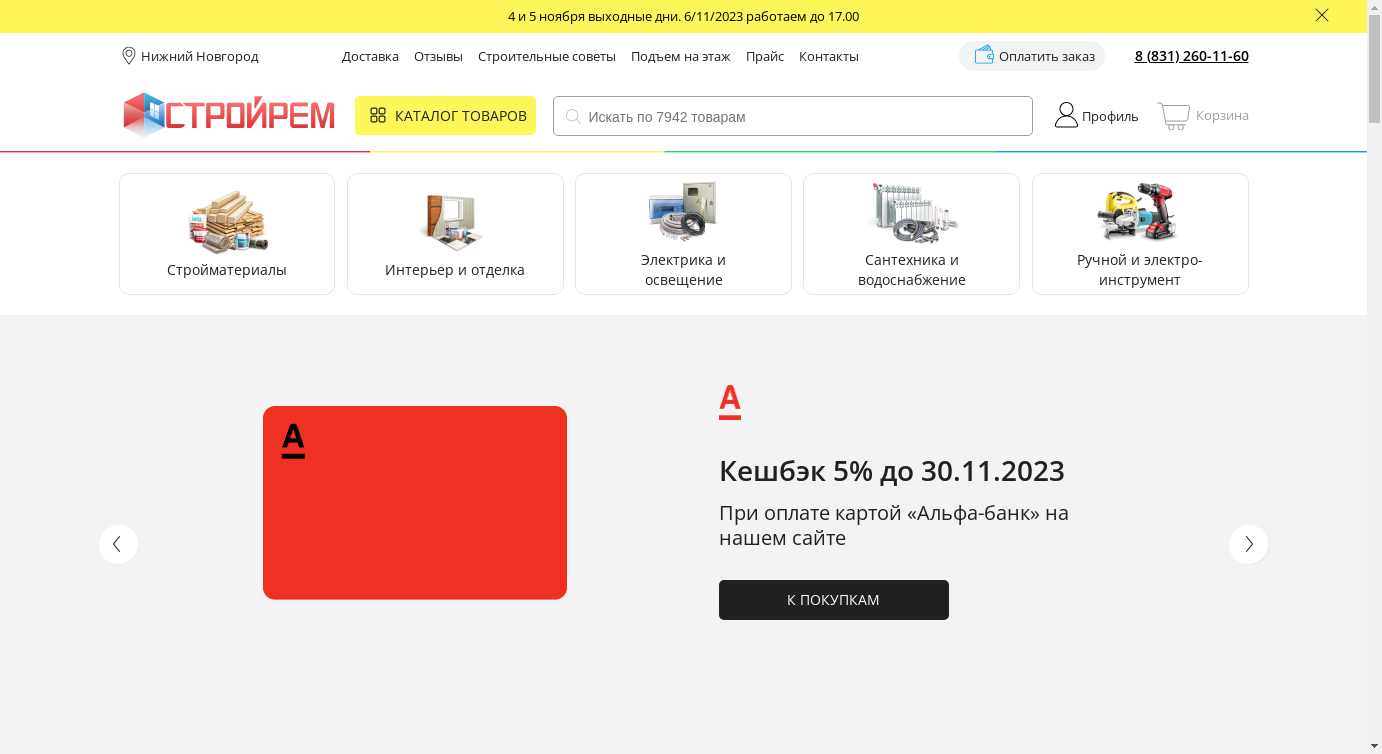 4 и 5 ноября выходные дни. 6/11/2023 работаем до 17.00
Нижний Новгород
Доставка Отзывы Строительные советы Подъем на этаж Прайс Контакты
Оплатить заказ
8 (831) 260-11-60
СТРОЙРЕМ
КАТАЛОГ ТОВАРОВ
Искать по 7942 товарам
Профиль
Корзина
Стройматериалы
Интерьер и отделка
Электрика и
освещение
Сантехника и
водоснабжение
Ручной и электро-
инструмент
А
А
Кешбэк 5% до 30.11.2023
При оплате картой «Альфа-банк» на
нашем сайте
К ПОКУПКАМ